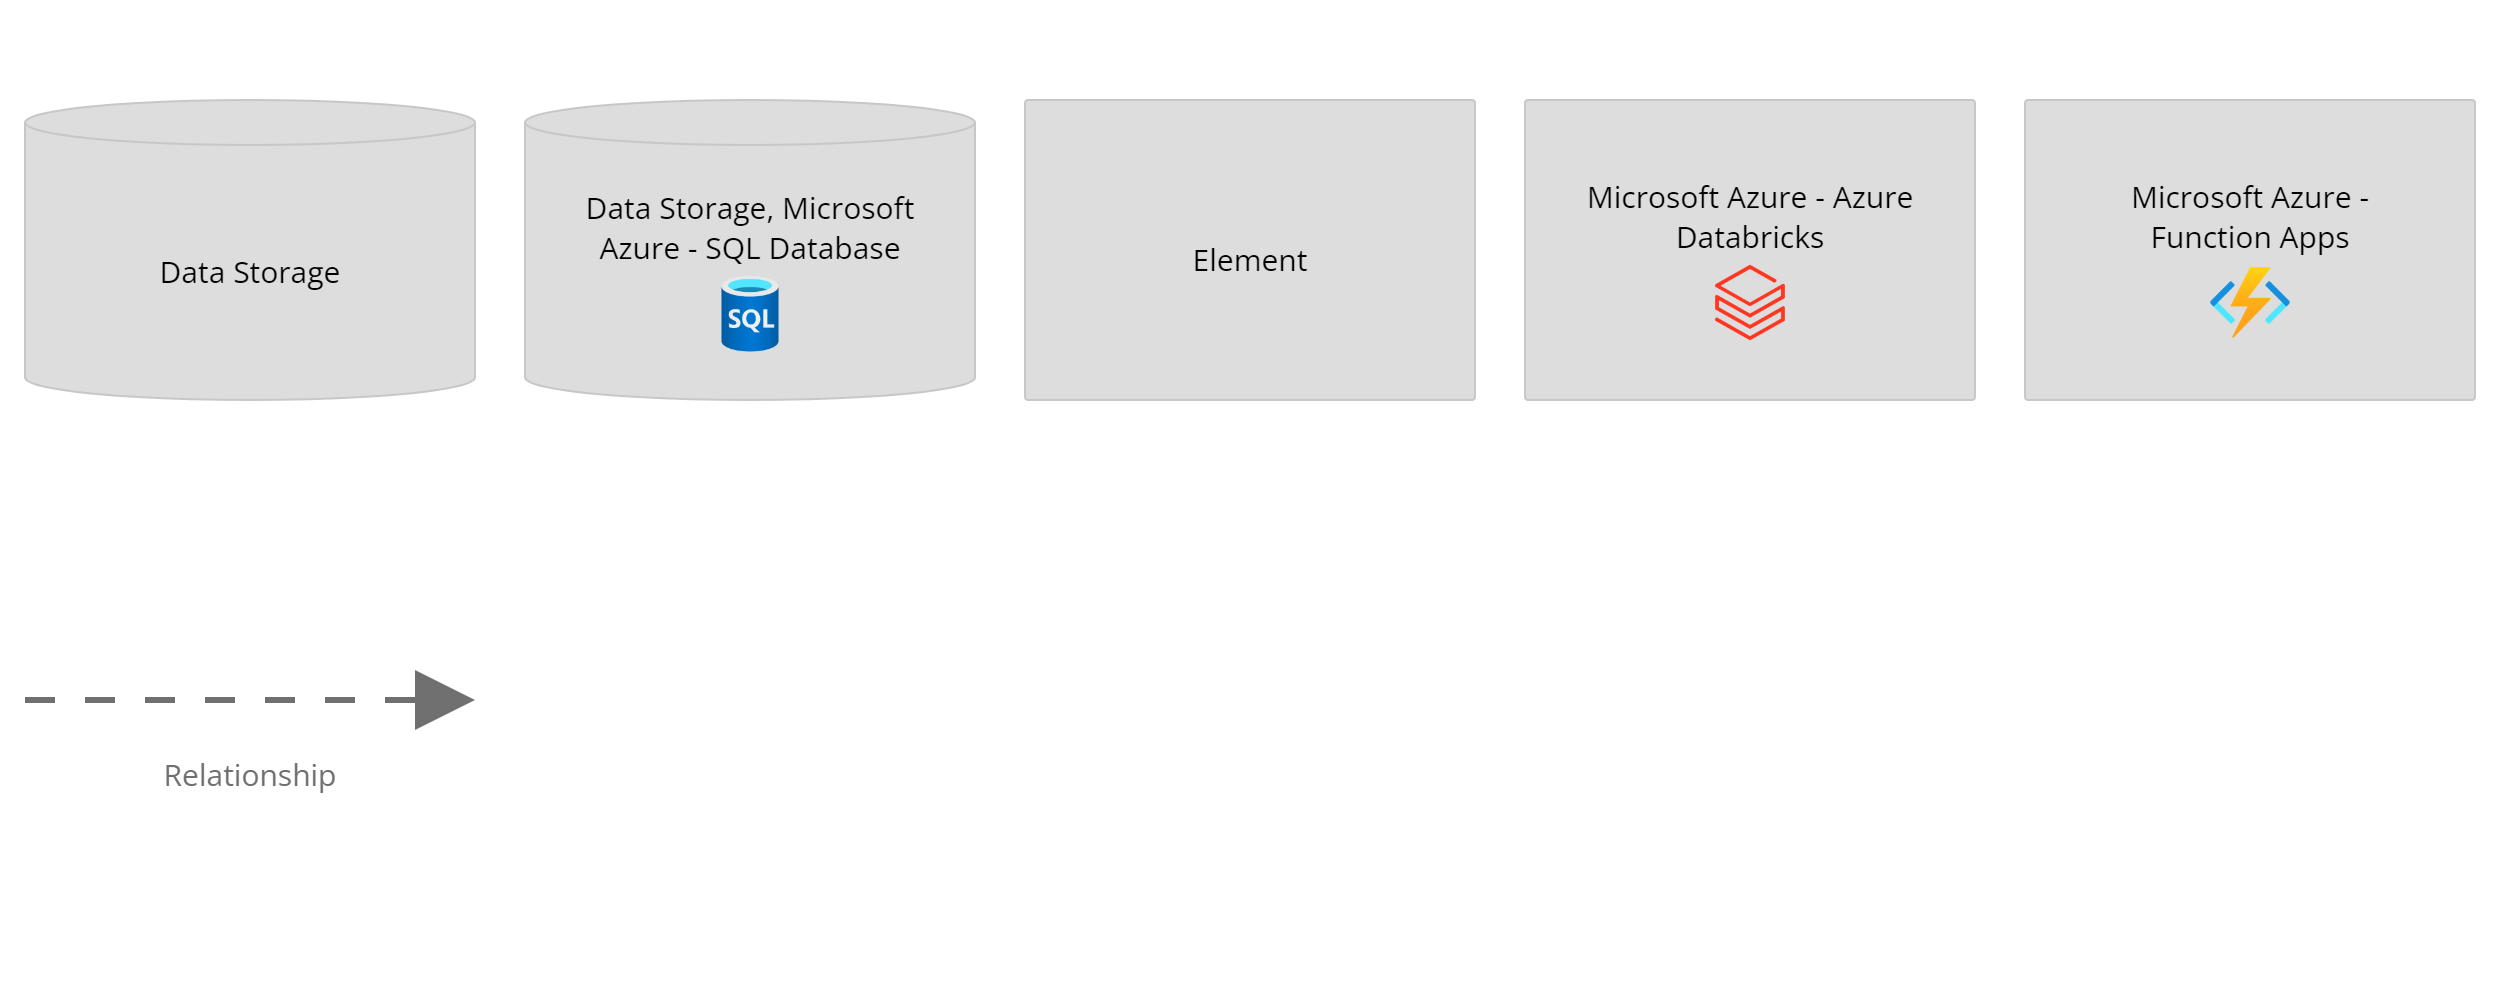 Data Storage
Data Storage, Microsoft
Azure - SQL Database
SQL
Element
Microsoft Azure - Azure
Databricks
Microsoft Azure -
Function Apps
Relationship